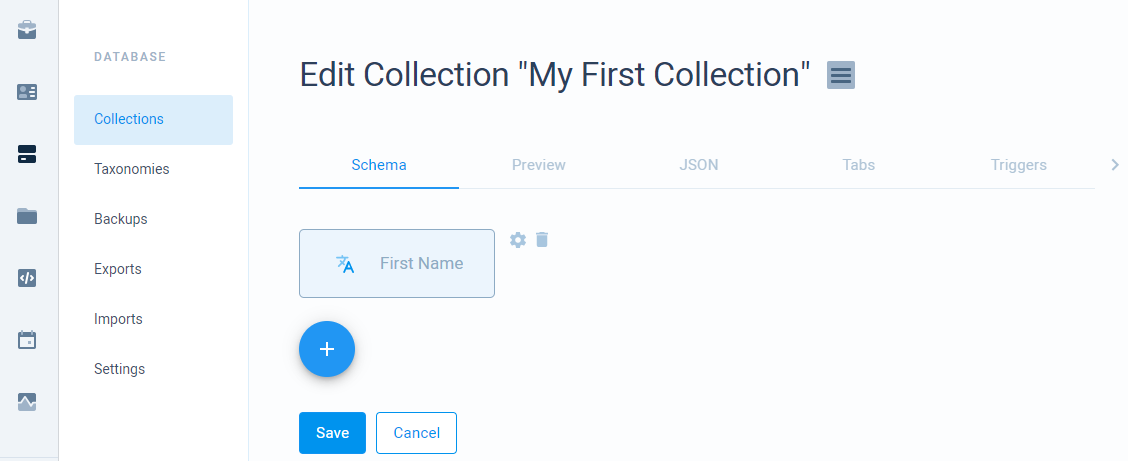 DATABASE
Collections
Taxonomies
Backups
Exports
Imports
Settings
Edit Collection "My First Collection"
Schema Preview JSON Tabs Triggers
First Name
Save Cancel